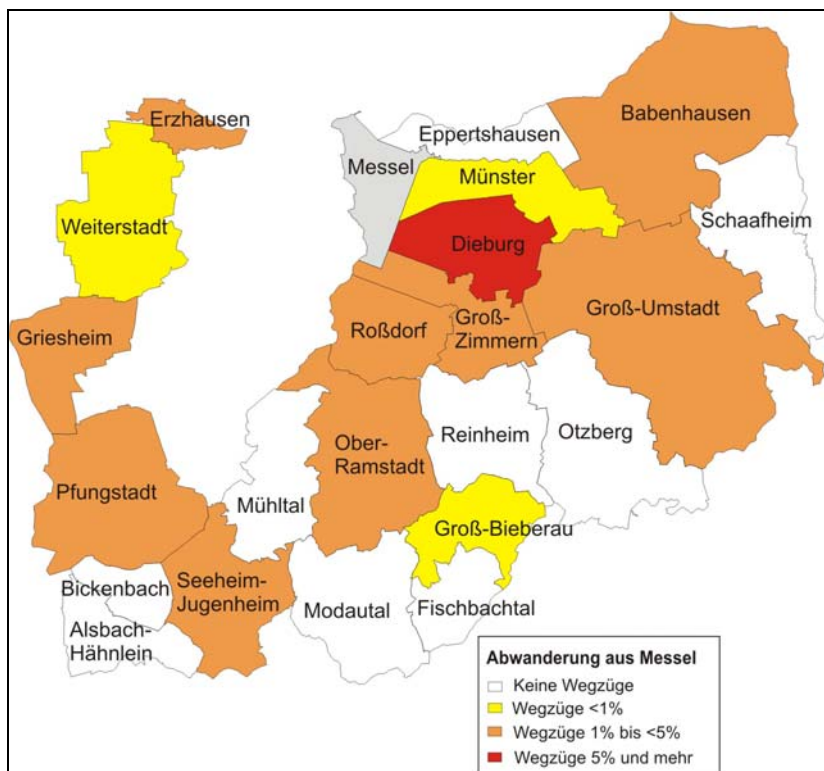 Erzhausen
Babenhausen
Eppertshausen
Messel
Münster
Schaafheim
Weiterstadt
Dieburg
Groß-Umstadt
Griesheim
Roßdorf
Groß-
Zimmern
Ober-
Ramstadt
Reinheim
Otzberg
Pfungstadt
Mühltal
Groß-Bieberau
Bickenbach
Seeheim-
Jugenheim
Modautal
Fischbachtal
Alsbach-
Hähnlein
Abwanderung aus Messel
Keine Wegzüge
Wegzüge <1%
Wegzüge 1% bis <5%
Wegzüge 5% und mehr